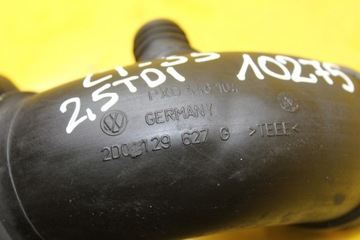 LT-35
2,5TDI 10275
GERMANY
2D0 129 627 G >TEEE<